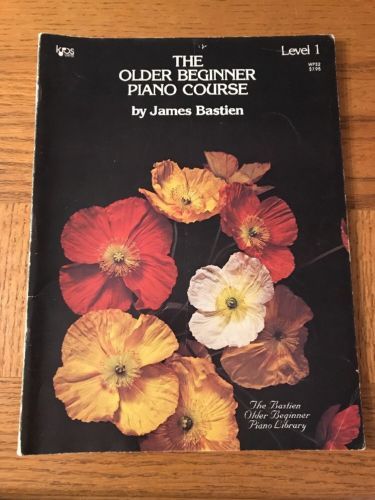 kjos
Level 1
WP32
$7.95
THE
OLDER BEGINNER
PIANO COURSE
by James Bastien
The Bastien
Older Beginner
Piano Library